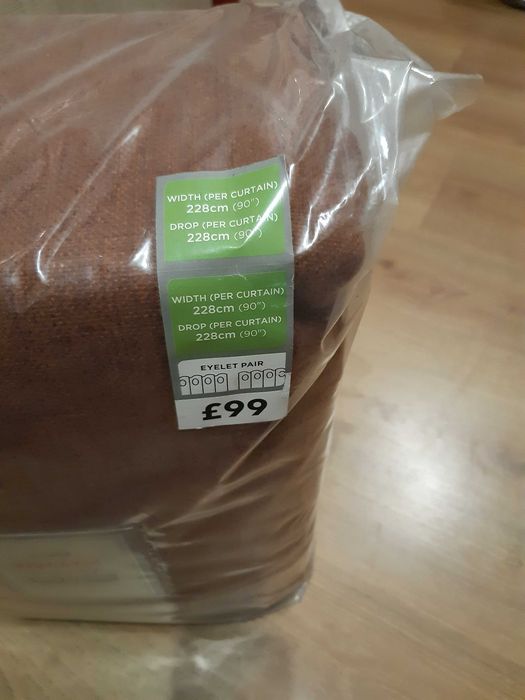 WIDTH (PER CURTAIN)
228cm (90")
DROP (PER CURTAIN)
228cm (90")
WIDTH (PER CURTAIN)
228cm (90")
DROP (PER CURTAIN)
228cm (90")
EYELET PAIR
£99